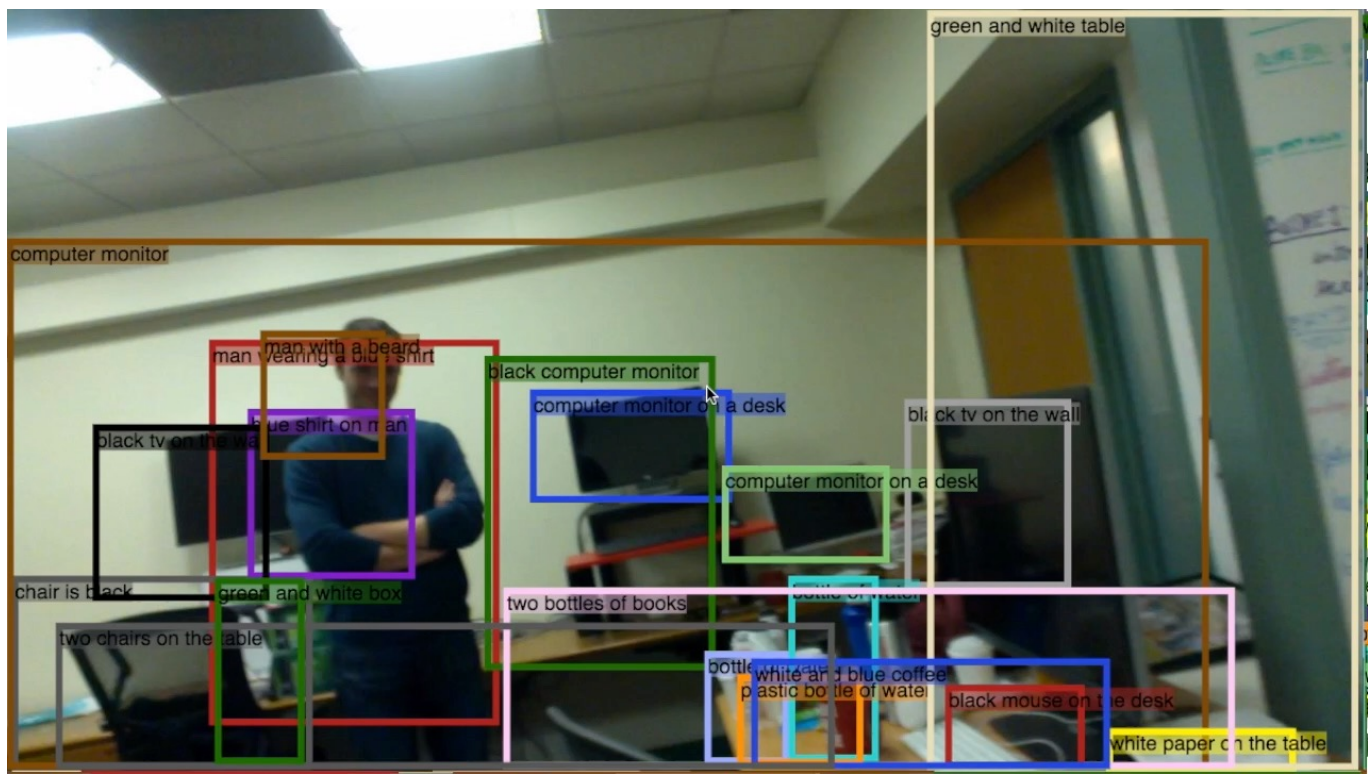 green and white table
computer monitor
man with a beard
man wearing a blue shirt
black computer monitor
computer monitor on a desk
black tv on the wall
blue shirt on man
black tv on the wa
computer monitor on a desk
chair is black
green and white box
bottle of water
two bottles of books
two chairs on the table
bottle
white and blue coffee
plastic bottle of water
black mouse on the desk
white paper on the table